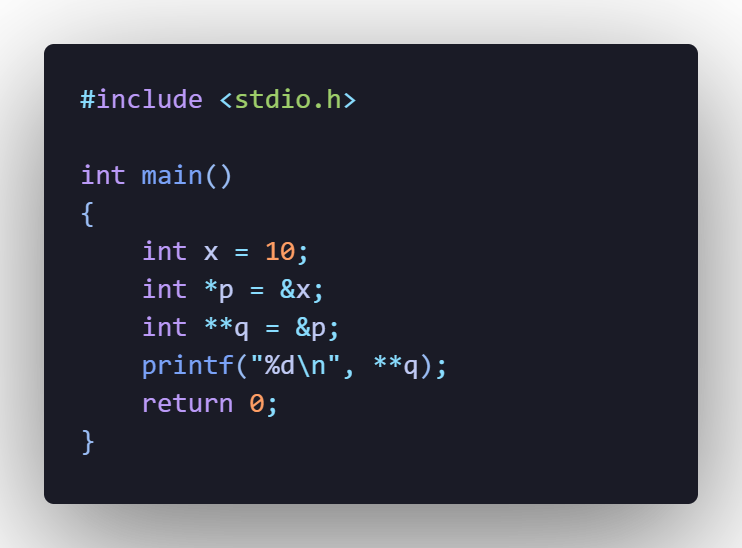 #include <stdio.h>
int main()
{
    int x = 10;
    int *p = &x;
    int **q = &p;
    printf("%d\n", **q);
    return 0;
}